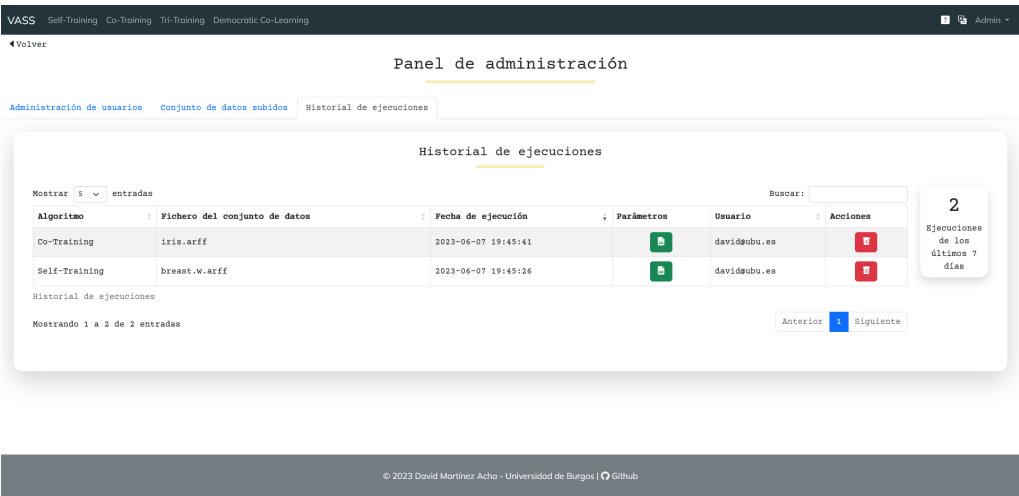 VASS Self-Training Co-Training Tri-Training Democratic Co-Learning Admin
Volver
Panel de administración
Administración de usuarios Conjunto de datos subidos Historial de ejecuciones
Historial de ejecuciones
Mostrar 5 entradas Buscar:
Algoritmo Fichero del conjunto de datos Fecha de ejecución Parámetros Usuario Acciones
Co-Training iris.arff 2023-06-07 19:45:41 david@ubu.es
Self-Training breast.w.arff 2023-06-07 19:45:26 david@ubu.es
Historial de ejecuciones
Mostrando 1 a 2 de 2 entradas
Anterior 1 Siguiente
2
Ejecuciones
de los
últimos 7
días
© 2023 David Martínez Acha - Universidad de Burgos | Github